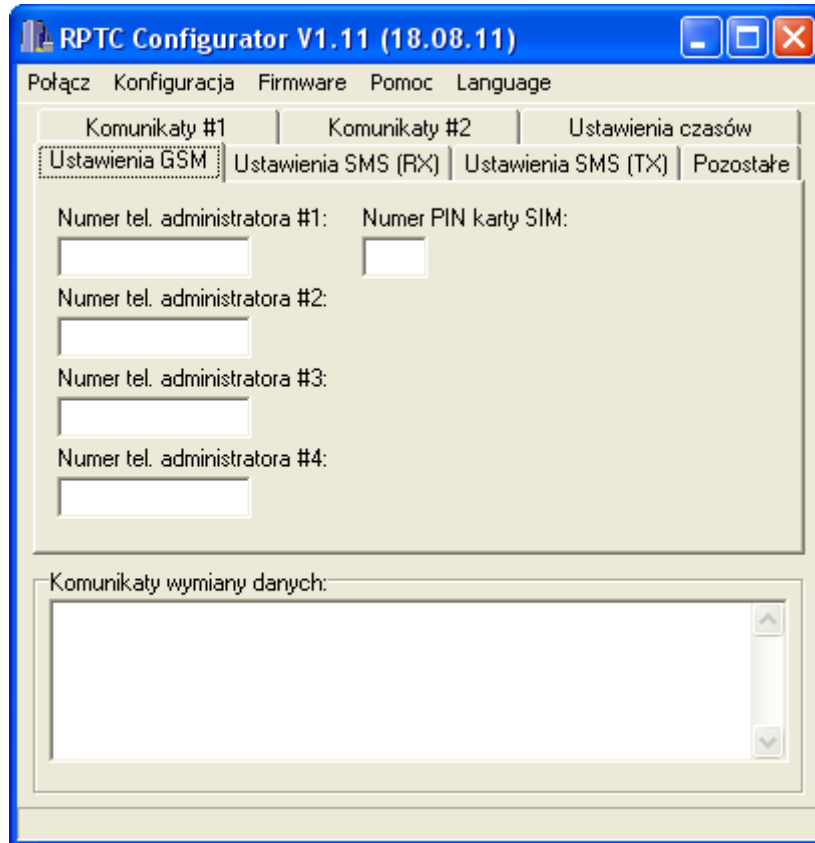 RPTC Configurator V1.11 (18.08.11)
Połącz Konfiguracja Firmware Pomoc Language
Komunikaty #1 Komunikaty #2 Ustawienia czasów
Ustawienia GSM Ustawienia SMS (RX) Ustawienia SMS (TX) Pozostałe
Numer tel. administratora #1: Numer PIN karty SIM:
Numer tel. administratora #2:
Numer tel. administratora #3:
Numer tel. administratora #4:
Komunikaty wymiany danych: